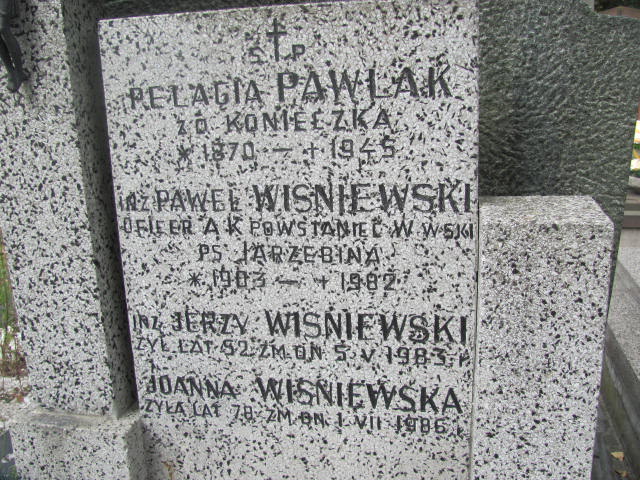 Ś † P
PELAGIA PAWLAK
Z D. KONIECZKA
* 1870 — + 1945
INŻ PAWEŁ WIŚNIEWSKI
OFICER A K POWSTANIEC W-WSKI
PS JARZĘBINA
* 1903 — + 1982
INŻ. JERZY WIŚNIEWSKI
ŻYŁ LAT 52 ZM. DN 5 V 1983 r
JOANNA WIŚNIEWSKA
ŻYŁA LAT 78 ZM. DN. 1 VII 1986 r